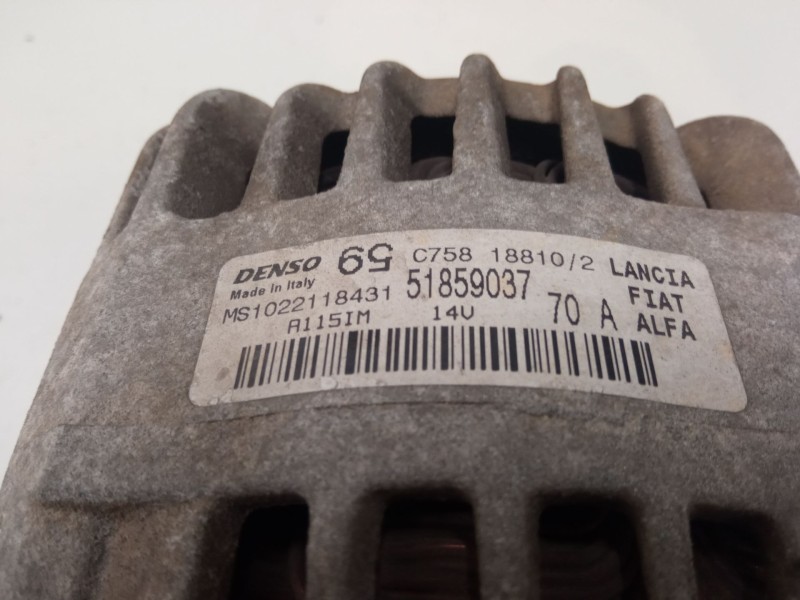 DENSO 59 C758 18810/2 LANCIA
Made in Italy
MS1022118431 51859037 70 A FIAT
A115IM 14V ALFA